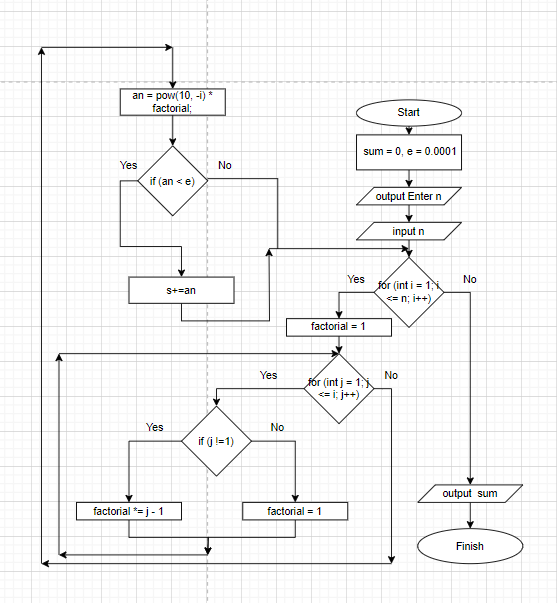 Start
sum = 0, e = 0.0001
output Enter n
input n
for (int i = 1; i
<= n; i++)
Yes
No
factorial = 1
for (int j = 1; j
<= i; j++)
Yes
No
if (j !=1)
Yes
No
factorial *= j - 1
factorial = 1
an = pow(10, -i) *
factorial;
if (an < e)
Yes
No
s+=an
output sum
Finish